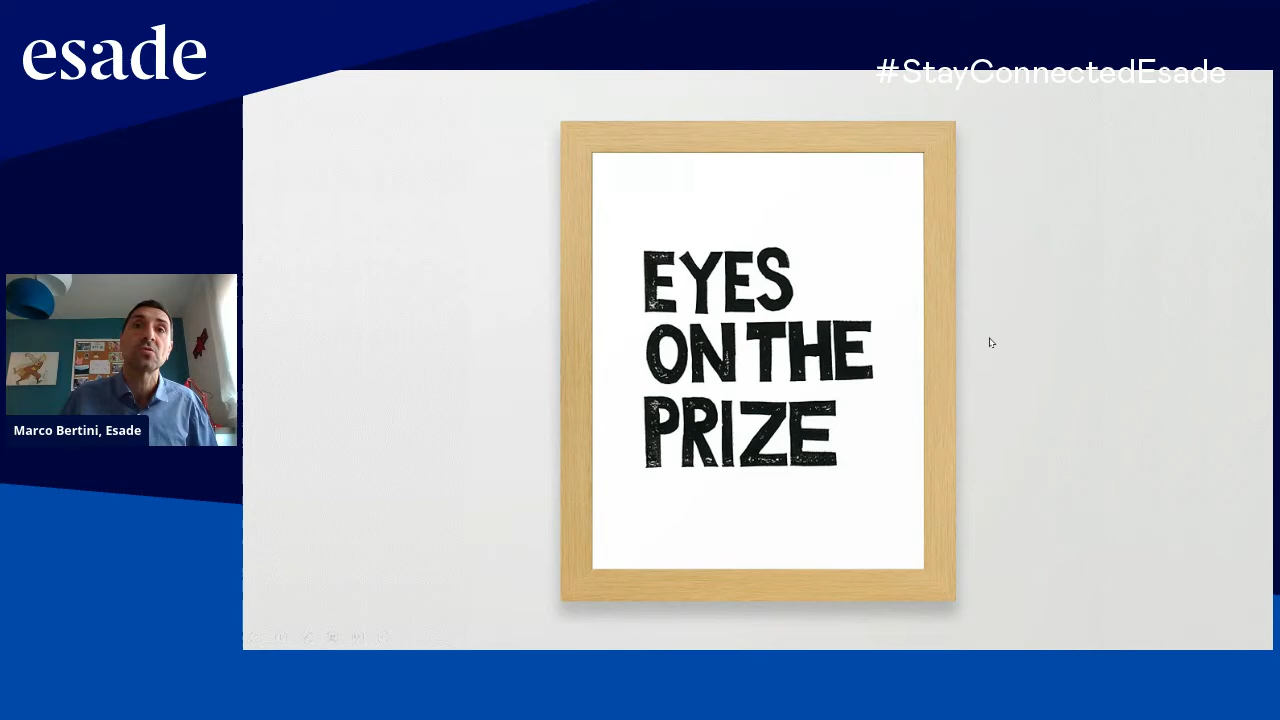 esade
#StayConnectedEsade
EYES
ON THE
PRIZE
Marco Bertini, Esade